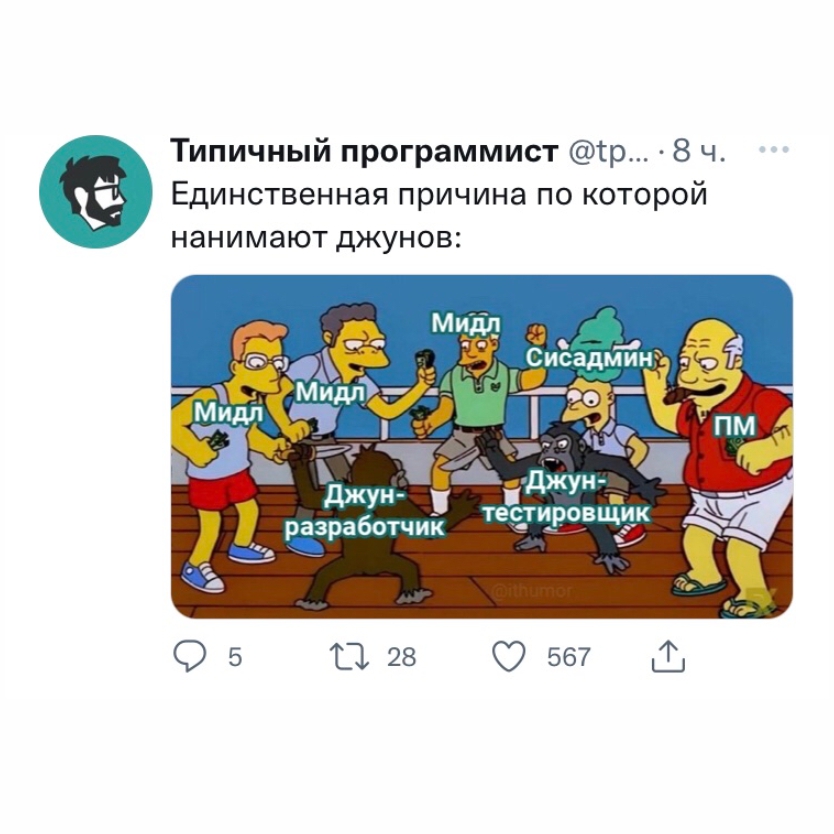 Типичный программист @tp... · 8 ч.
Единственная причина по которой
нанимают джунов:
Мидл
Сисадмин
Мидл
Мидл
ПМ
Джун-
разработчик
Джун-
тестировщик
@ithumor
5 28 567